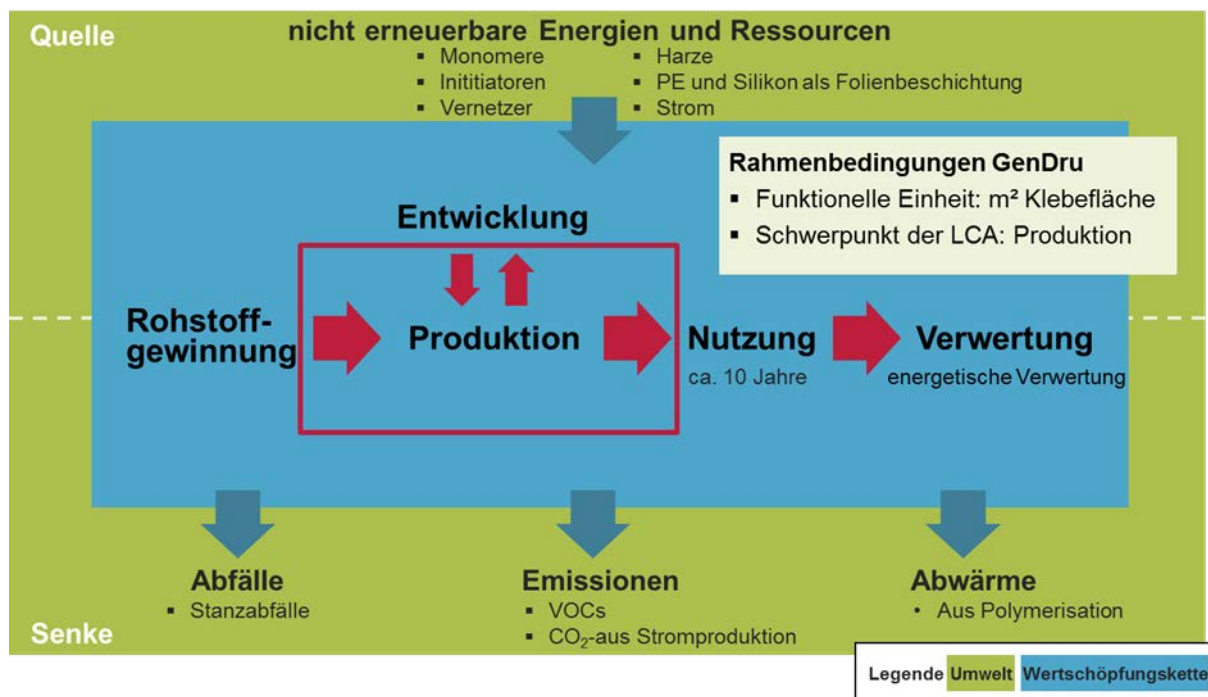 Quelle
nicht erneuerbare Energien und Ressourcen
▪ Monomere
▪ Inititiatoren
▪ Vernetzer
▪ Harze
▪ PE und Silikon als Folienbeschichtung
▪ Strom
Rahmenbedingungen GenDru
▪ Funktionelle Einheit: m² Klebefläche
▪ Schwerpunkt der LCA: Produktion
Entwicklung
Rohstoff-
gewinnung
Produktion
Nutzung
ca. 10 Jahre
Verwertung
energetische Verwertung
Abfälle
▪ Stanzabfälle
Emissionen
▪ VOCs
▪ CO₂-aus Stromproduktion
Abwärme
• Aus Polymerisation
Senke
Legende Umwelt Wertschöpfungskette